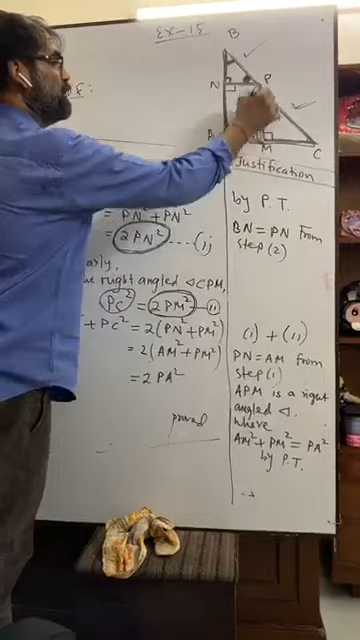 EX-15
B
P
N
A
M
C
Justification
by P.T.
BN = PN from
step (2)
= PN² + PN²
= 2PN² .... (i)
right angled ⊲CPM,
PC² = 2PM² — (ii)
+ PC² = 2(PN² + PM²)
= 2(AM² + PM²)
= 2PA²
proved
(i) + (ii)
PN = AM from
step (1)
APM is a right
angled ⊲.
where
AM² + PM² = PA²
by P.T.